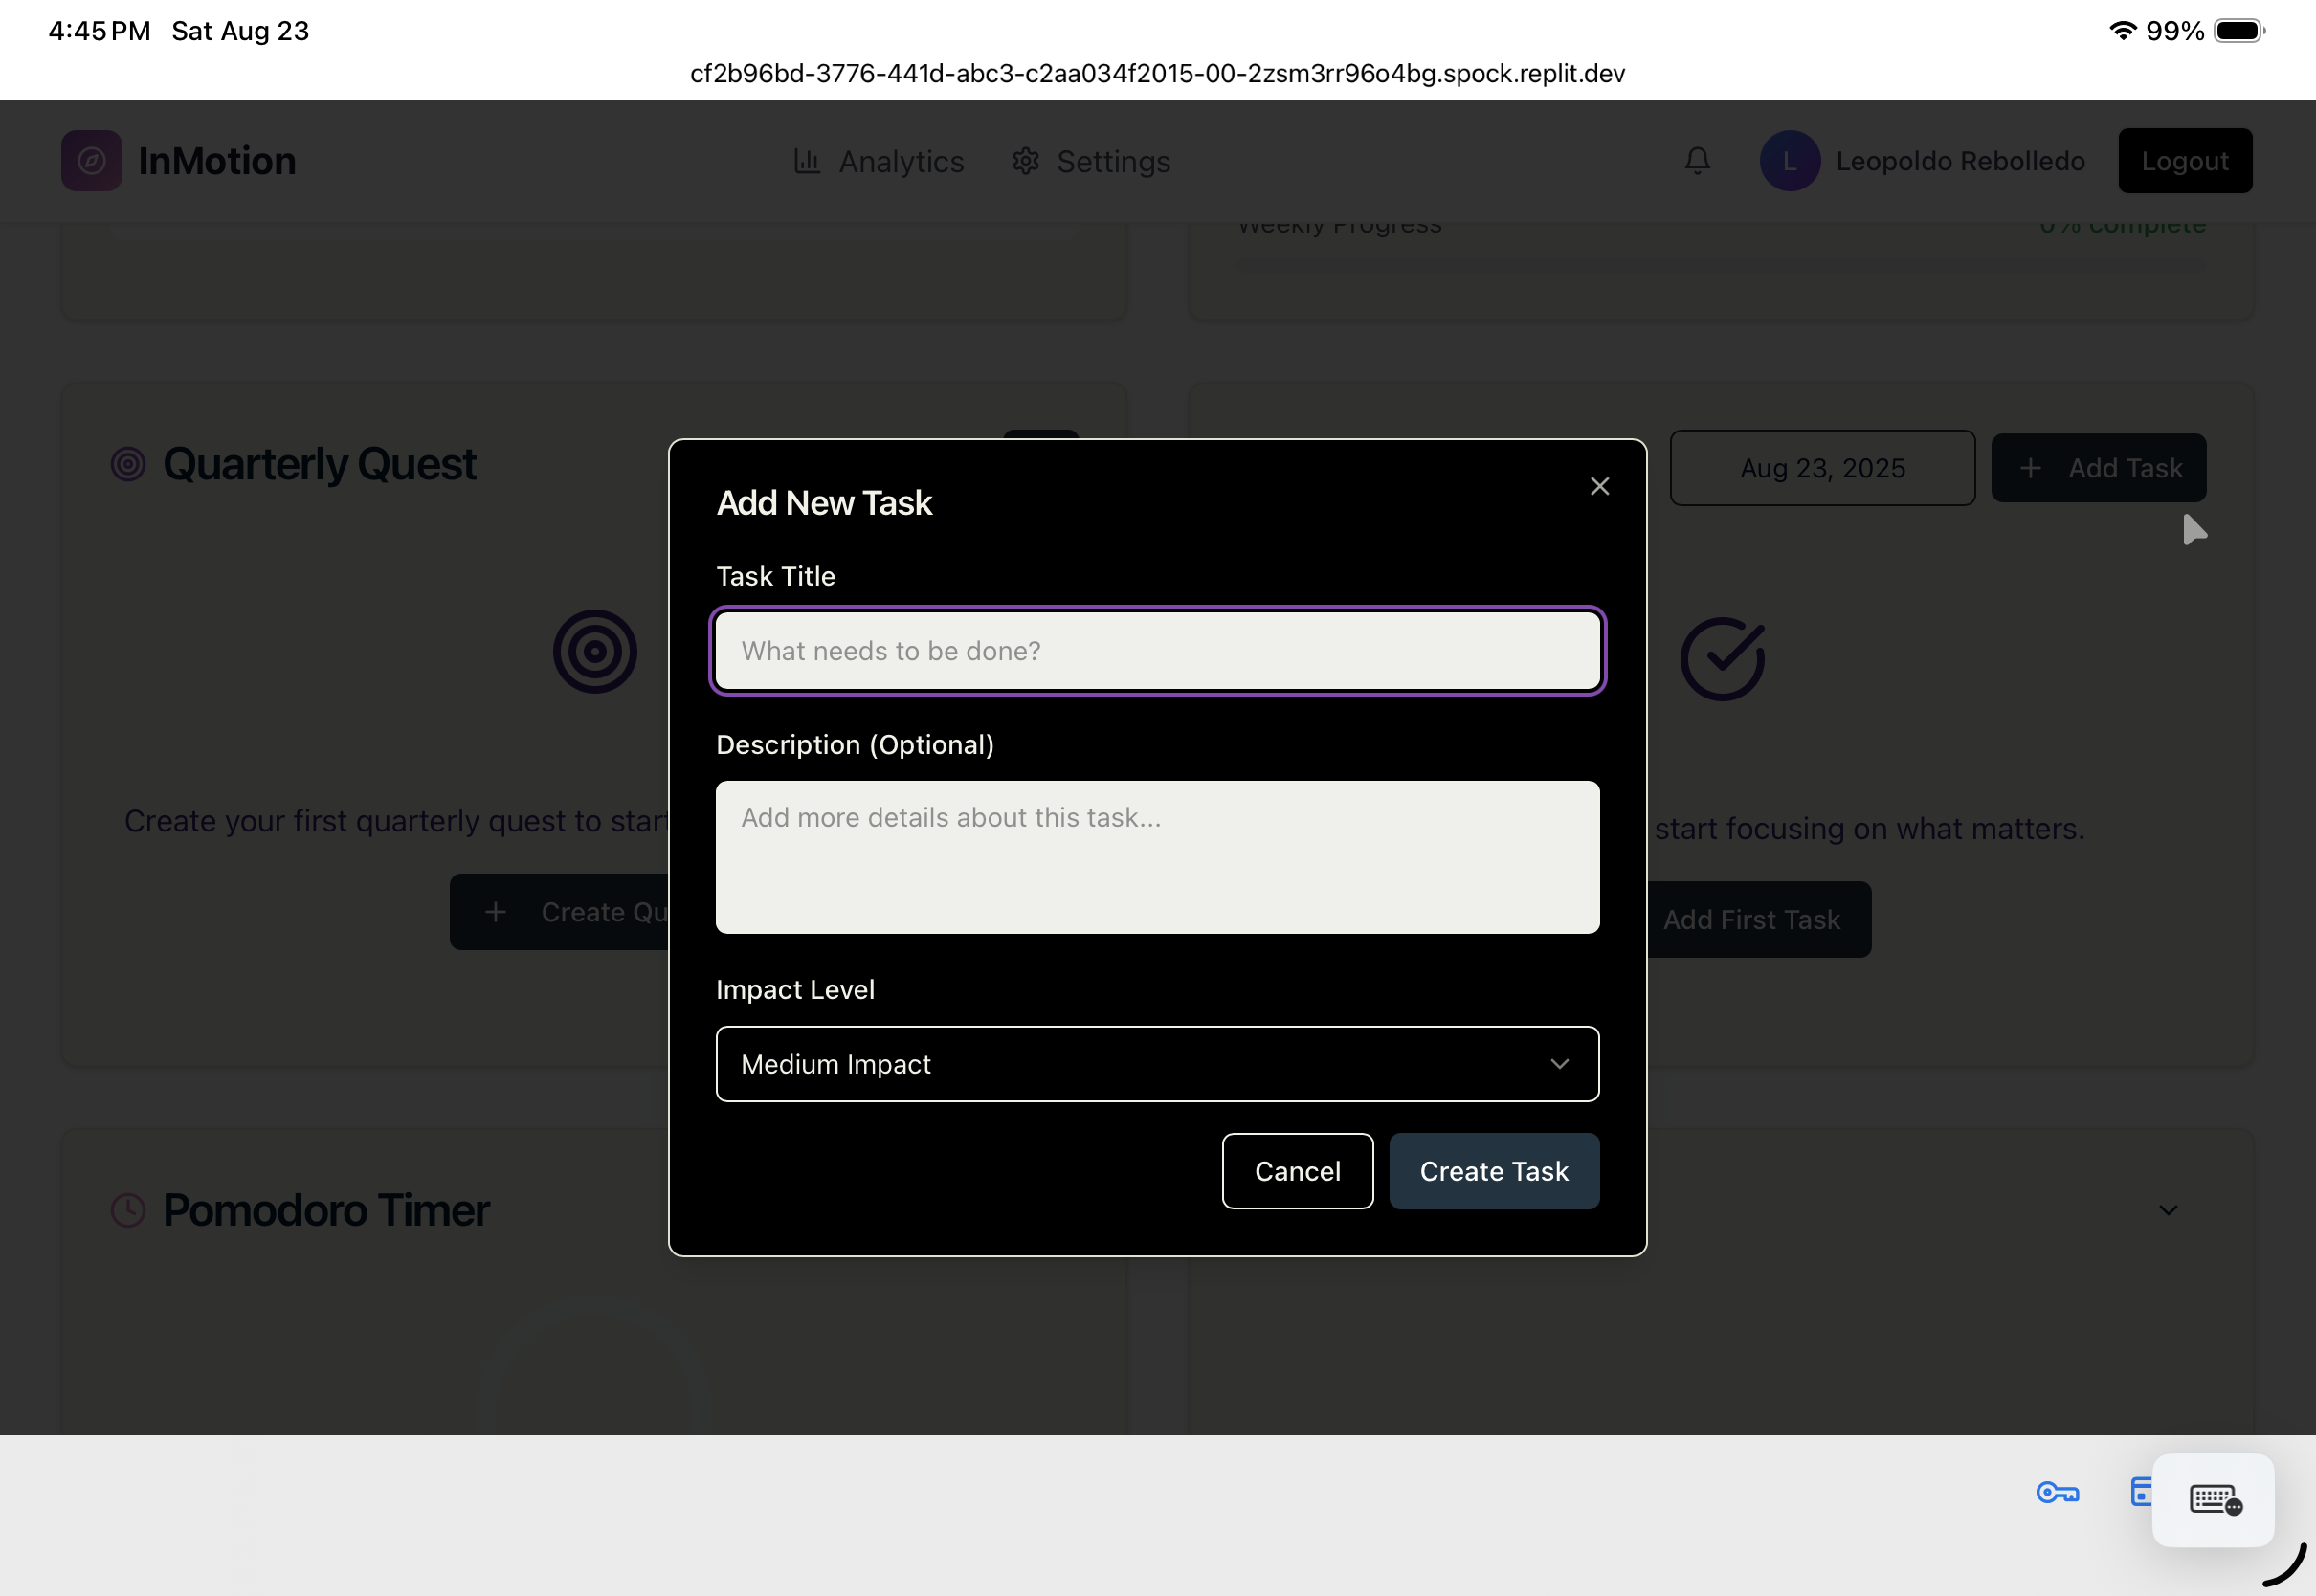 4:45 PM Sat Aug 23
99%
cf2b96bd-3776-441d-abc3-c2aa034f2015-00-2zsm3rr96o4bg.spock.replit.dev
InMotion
Analytics
Settings
L
Leopoldo Rebolledo
Logout
Weekly Progress
0% complete
Quarterly Quest
Aug 23, 2025
Add Task
Create your first quarterly quest to start
Create Qu
start focusing on what matters.
Add First Task
Add New Task
Task Title
What needs to be done?
Description (Optional)
Add more details about this task...
Impact Level
Medium Impact
Cancel
Create Task
Pomodoro Timer